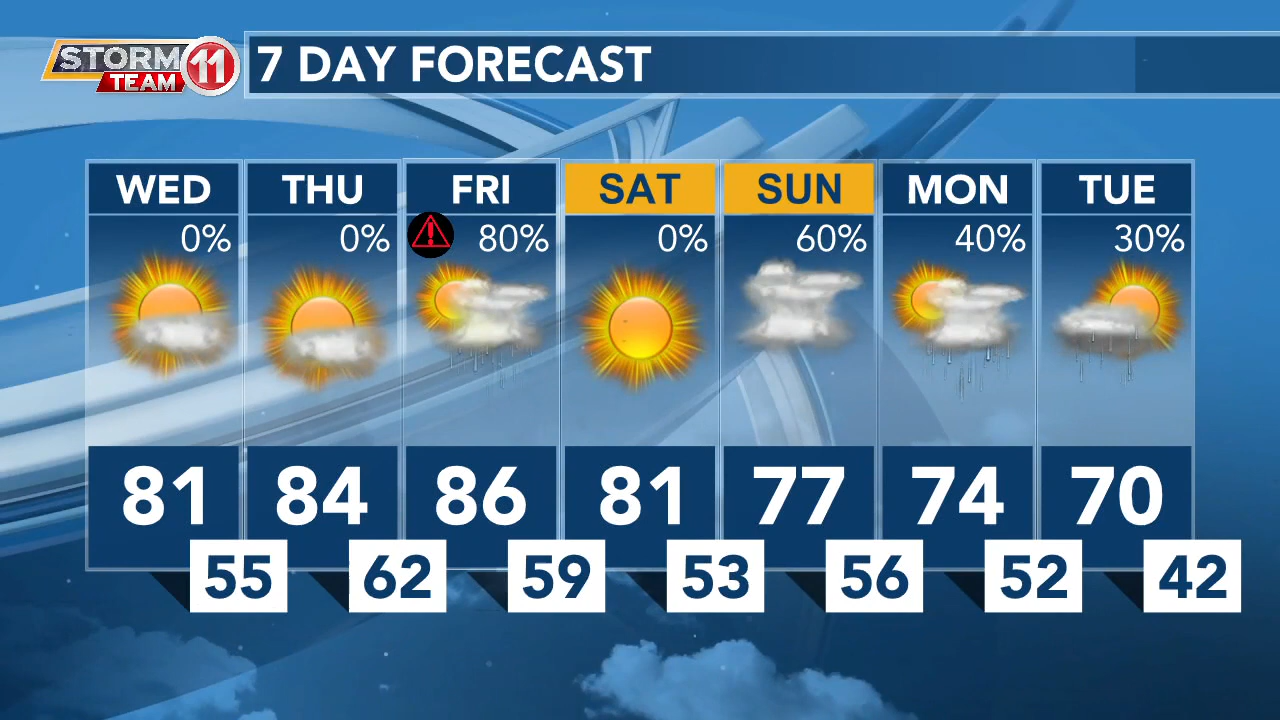 STORM
TEAM
11
7 DAY FORECAST
WED THU FRI SAT SUN MON TUE
0% 0% 80% 0% 60% 40% 30%
81 84 86 81 77 74 70
55 62 59 53 56 52 42